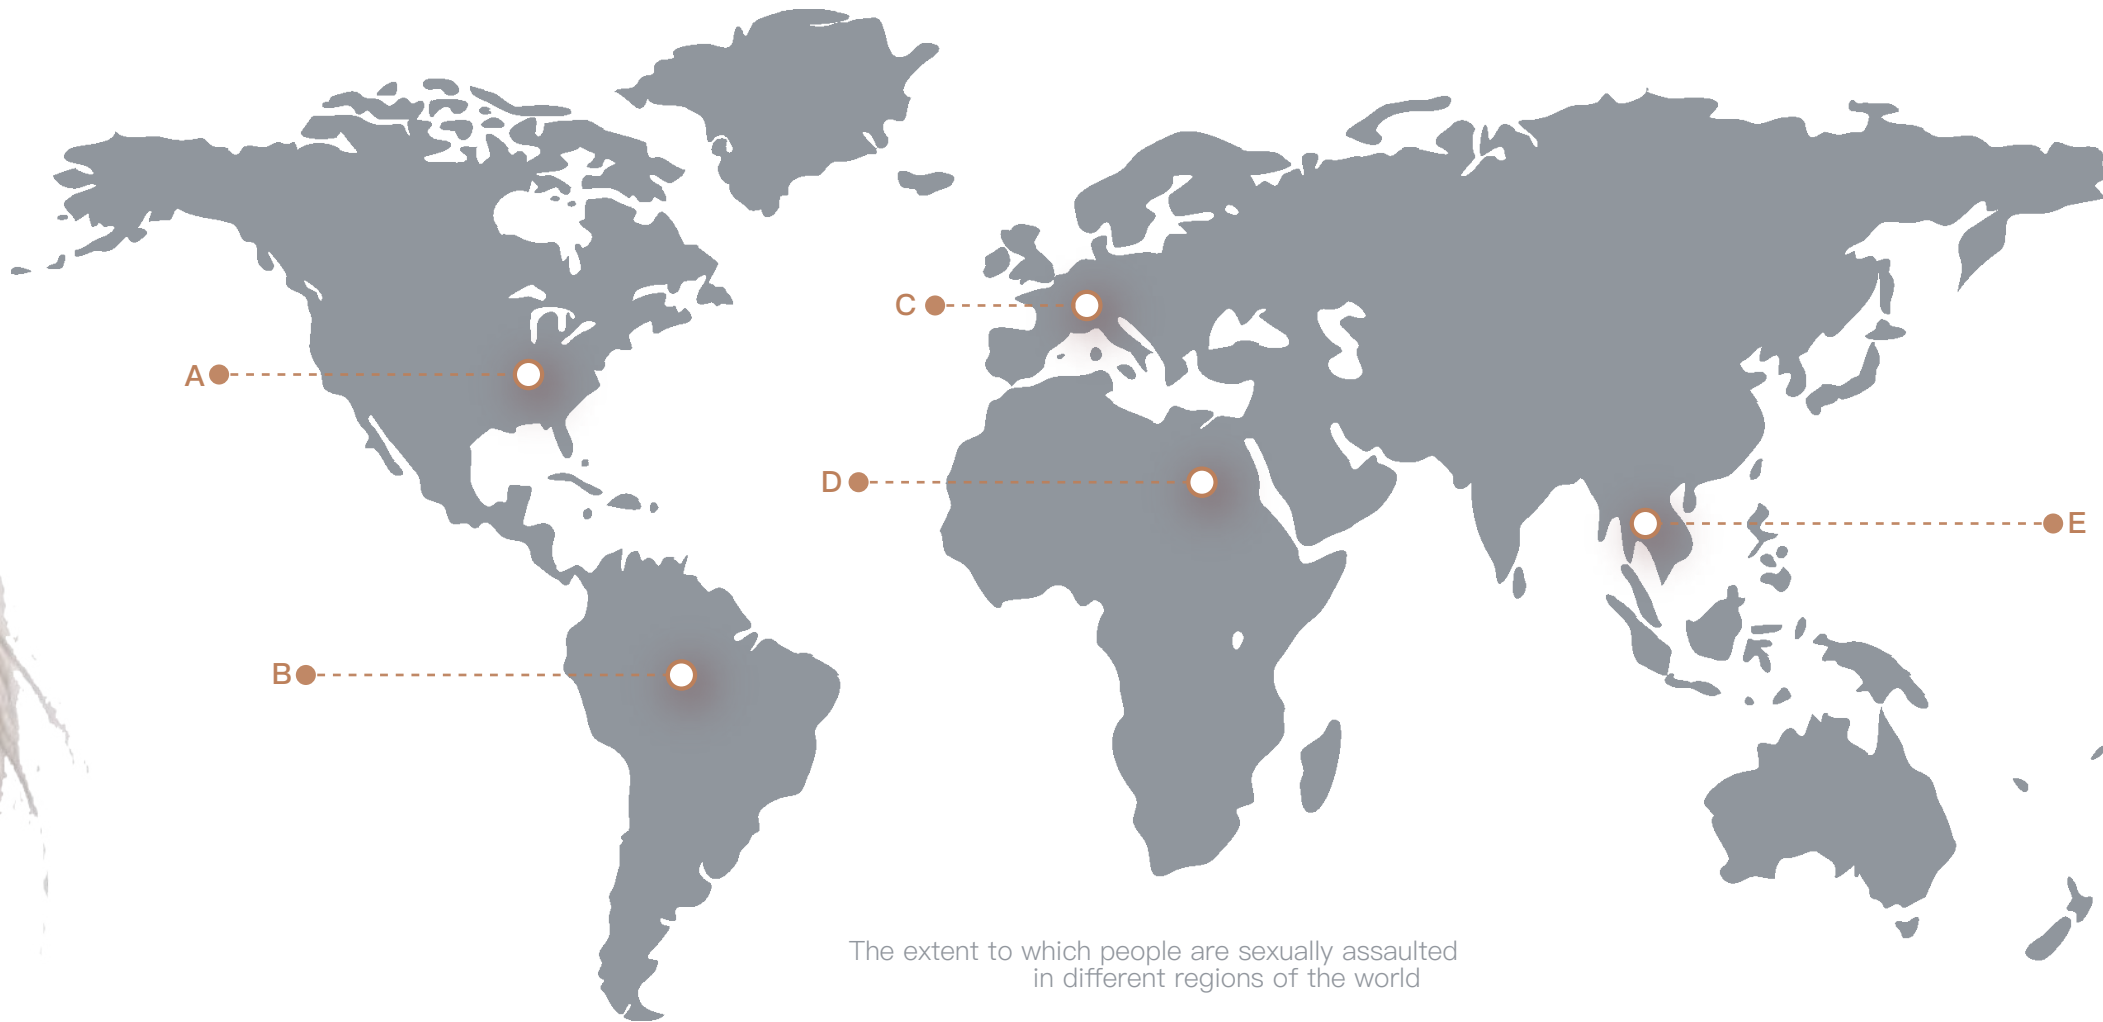 C
A
D
E
B
The extent to which people are sexually assaulted
in different regions of the world